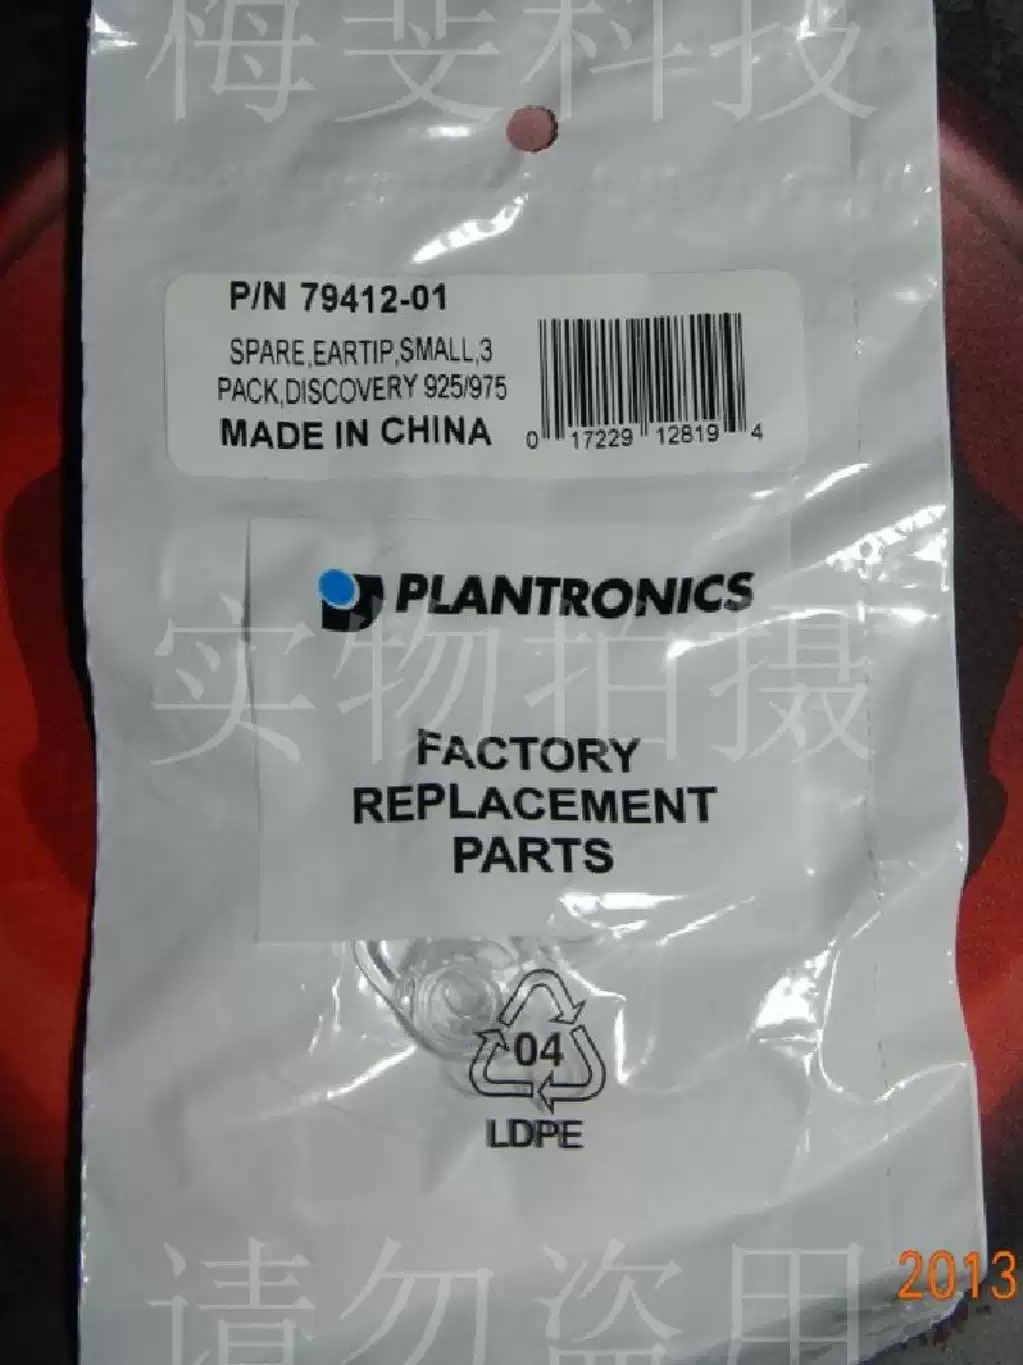 梅斐科技
P/N 79412-01
SPARE,EARTIP,SMALL,3
PACK,DISCOVERY 925/975
MADE IN CHINA
0 17229 12819 4
PLANTRONICS
实物拍摄
FACTORY
REPLACEMENT
PARTS
04
LDPE
请勿盗用
2013